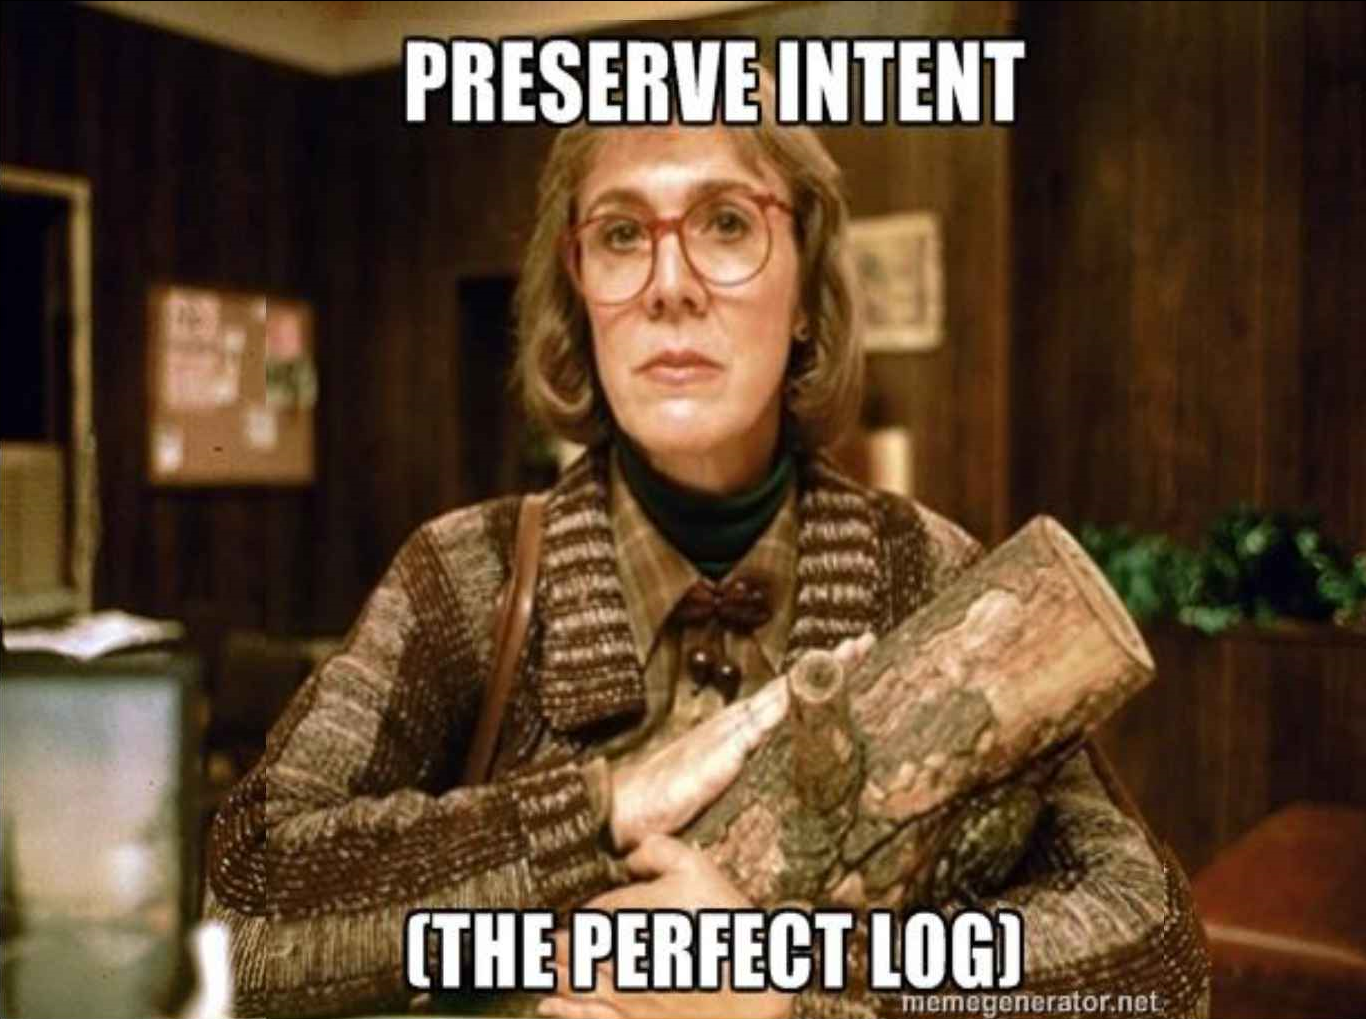 PRESERVE INTENT
(THE PERFECT LOG)
memegenerator.net